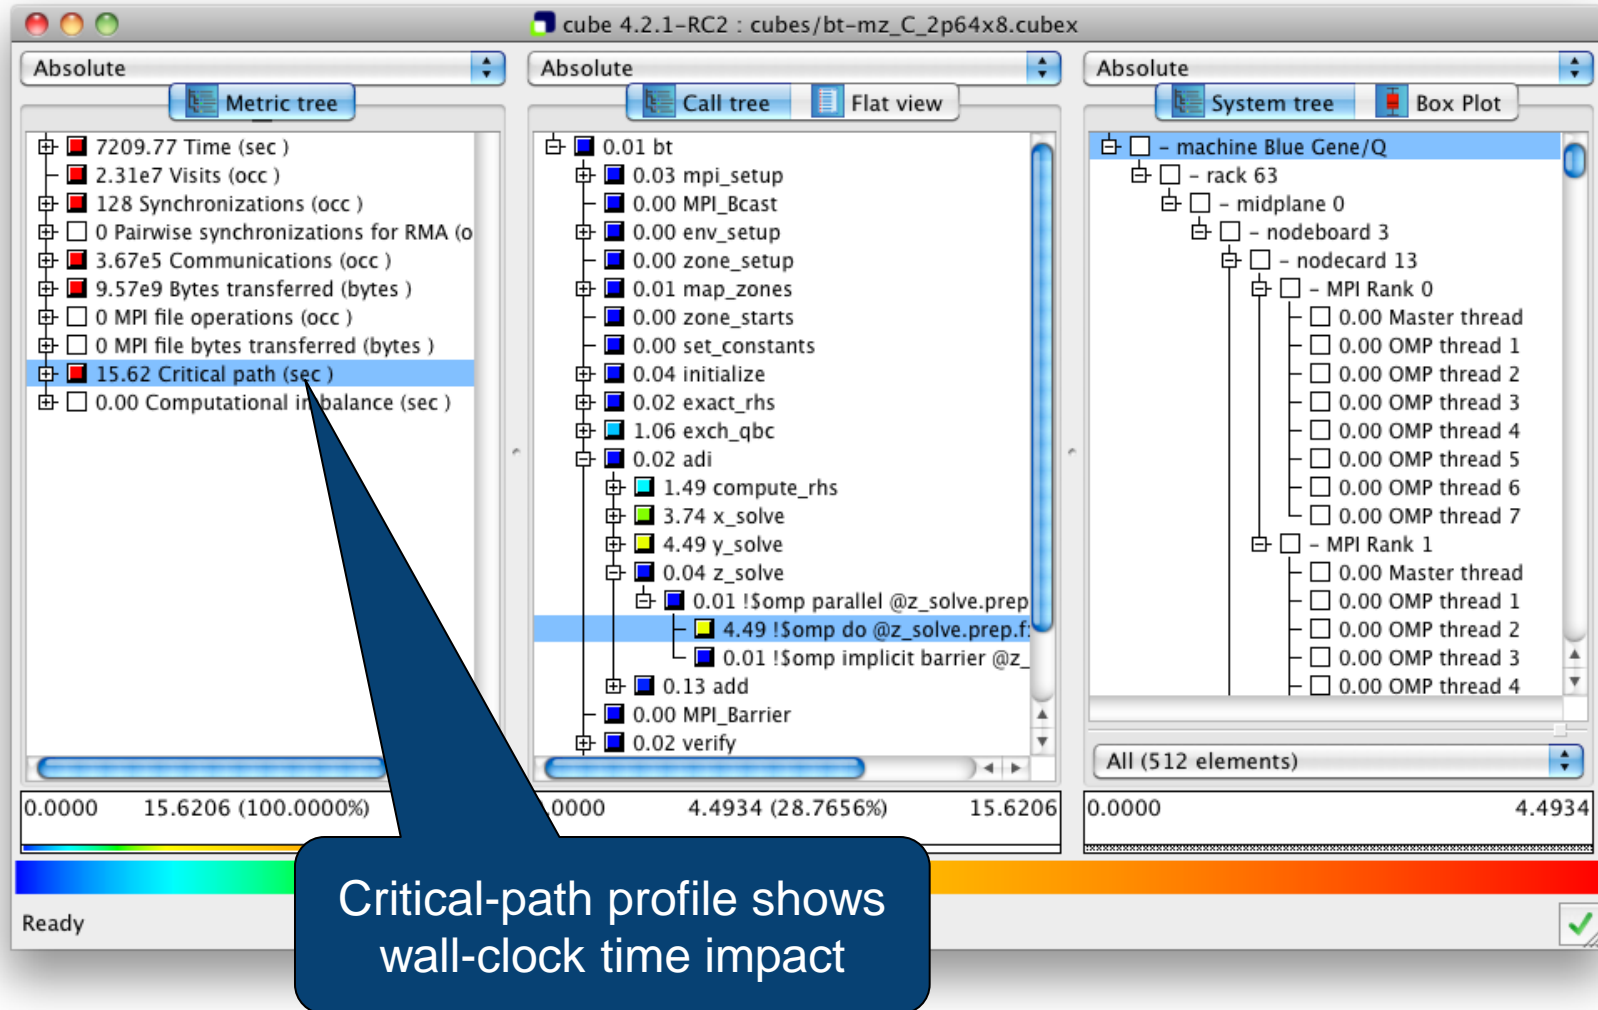 cube 4.2.1-RC2 : cubes/bt-mz_C_2p64x8.cubex
Absolute
Metric tree
7209.77 Time (sec )
2.31e7 Visits (occ )
128 Synchronizations (occ )
0 Pairwise synchronizations for RMA (o
3.67e5 Communications (occ )
9.57e9 Bytes transferred (bytes )
0 MPI file operations (occ )
0 MPI file bytes transferred (bytes )
15.62 Critical path (sec )
0.00 Computational imbalance (sec )
0.0000 15.6206 (100.0000%)
Absolute
Call tree Flat view
0.01 bt
0.03 mpi_setup
0.00 MPI_Bcast
0.00 env_setup
0.00 zone_setup
0.01 map_zones
0.00 zone_starts
0.00 set_constants
0.04 initialize
0.02 exact_rhs
1.06 exch_qbc
0.02 adi
1.49 compute_rhs
3.74 x_solve
4.49 y_solve
0.04 z_solve
0.01 !$omp parallel @z_solve.prep
4.49 !$omp do @z_solve.prep.f:
0.01 !$omp implicit barrier @z_
0.13 add
0.00 MPI_Barrier
0.02 verify
.0000 4.4934 (28.7656%) 15.6206
Absolute
System tree Box Plot
- machine Blue Gene/Q
- rack 63
- midplane 0
- nodeboard 3
- nodecard 13
- MPI Rank 0
0.00 Master thread
0.00 OMP thread 1
0.00 OMP thread 2
0.00 OMP thread 3
0.00 OMP thread 4
0.00 OMP thread 5
0.00 OMP thread 6
0.00 OMP thread 7
- MPI Rank 1
0.00 Master thread
0.00 OMP thread 1
0.00 OMP thread 2
0.00 OMP thread 3
0.00 OMP thread 4
All (512 elements)
0.0000 4.4934
Critical-path profile shows
wall-clock time impact
Ready